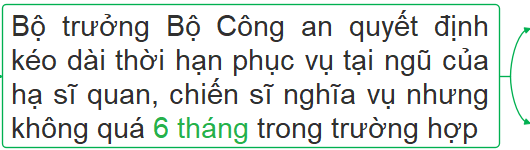 Bộ trưởng Bộ Công an quyết định
kéo dài thời hạn phục vụ tại ngũ của
hạ sĩ quan, chiến sĩ nghĩa vụ nhưng
không quá 6 tháng trong trường hợp